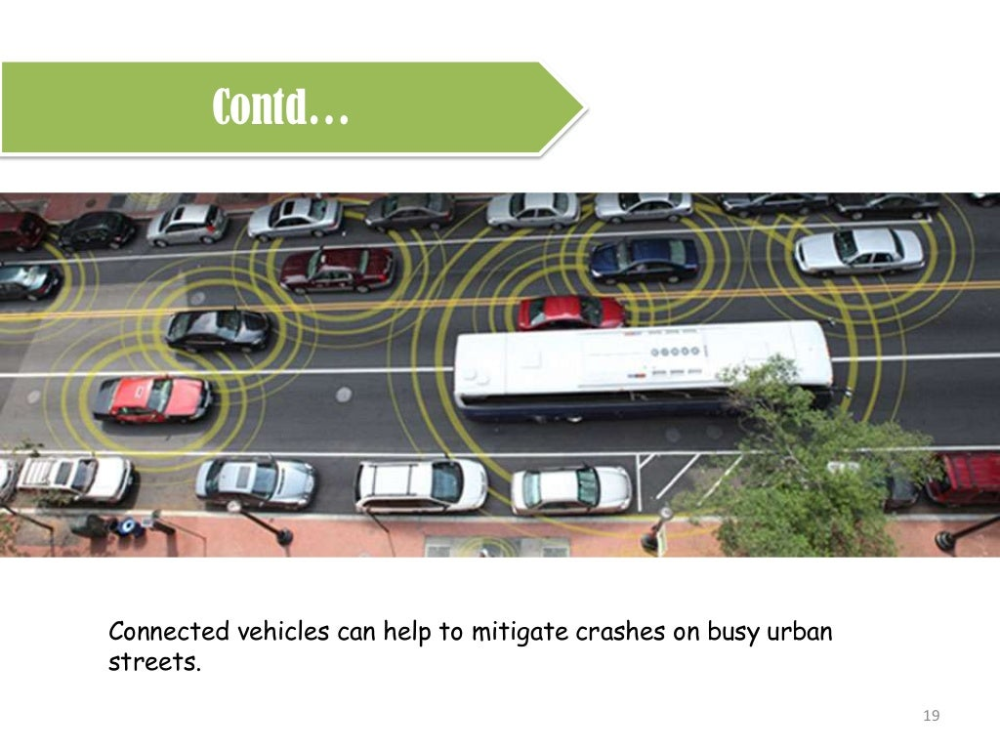 Contd...
Connected vehicles can help to mitigate crashes on busy urban
streets.
19